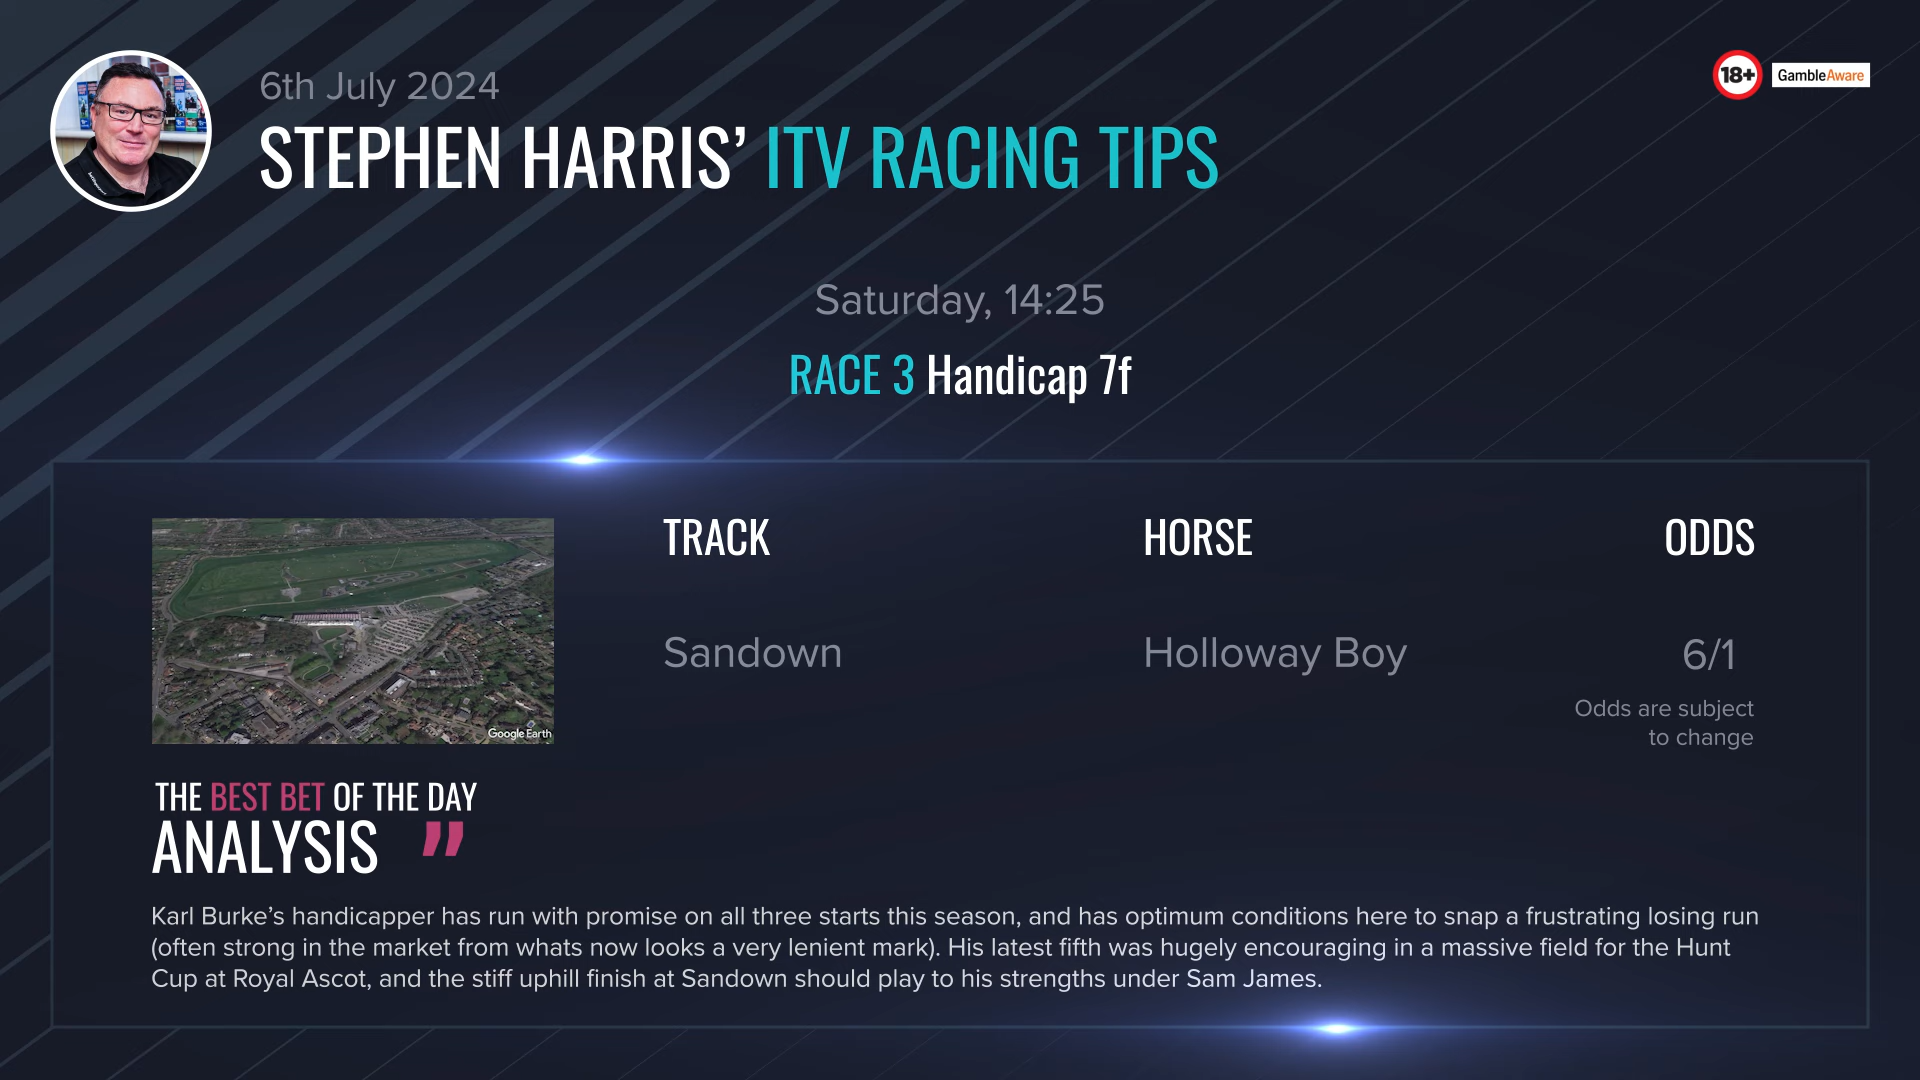 6th July 2024
STEPHEN HARRIS’ ITV RACING TIPS
18+
GambleAware
Saturday, 14:25
RACE 3 Handicap 7f
TRACK
HORSE
ODDS
Sandown
Holloway Boy
6/1
Odds are subject
to change
Google Earth
THE BEST BET OF THE DAY
ANALYSIS ”
Karl Burke’s handicapper has run with promise on all three starts this season, and has optimum conditions here to snap a frustrating losing run
(often strong in the market from whats now looks a very lenient mark). His latest fifth was hugely encouraging in a massive field for the Hunt
Cup at Royal Ascot, and the stiff uphill finish at Sandown should play to his strengths under Sam James.